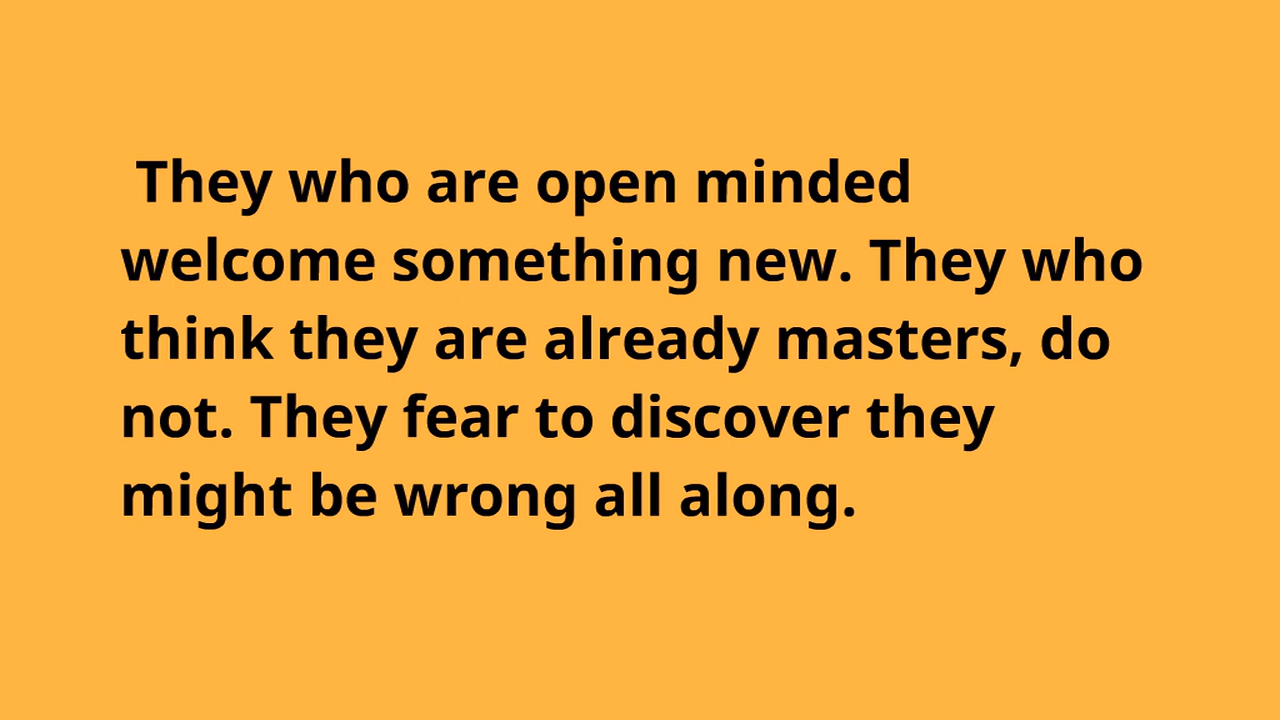 They who are open minded
welcome something new. They who
think they are already masters, do
not. They fear to discover they
might be wrong all along.